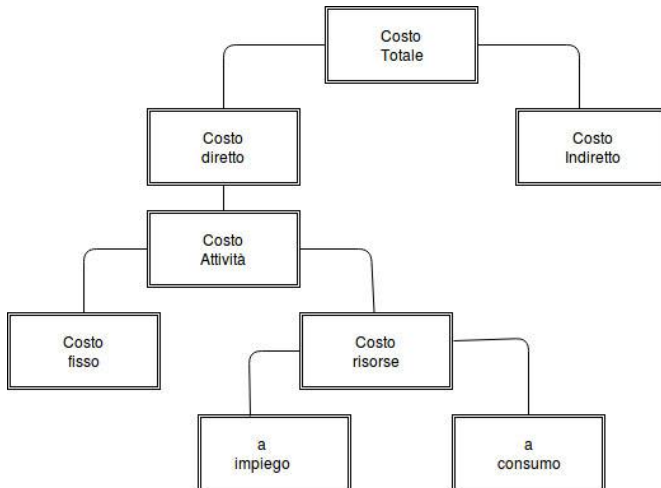 Costo
Totale
Costo
diretto
Costo
Indiretto
Costo
Attività
Costo
fisso
Costo
risorse
a
impiego
a
consumo